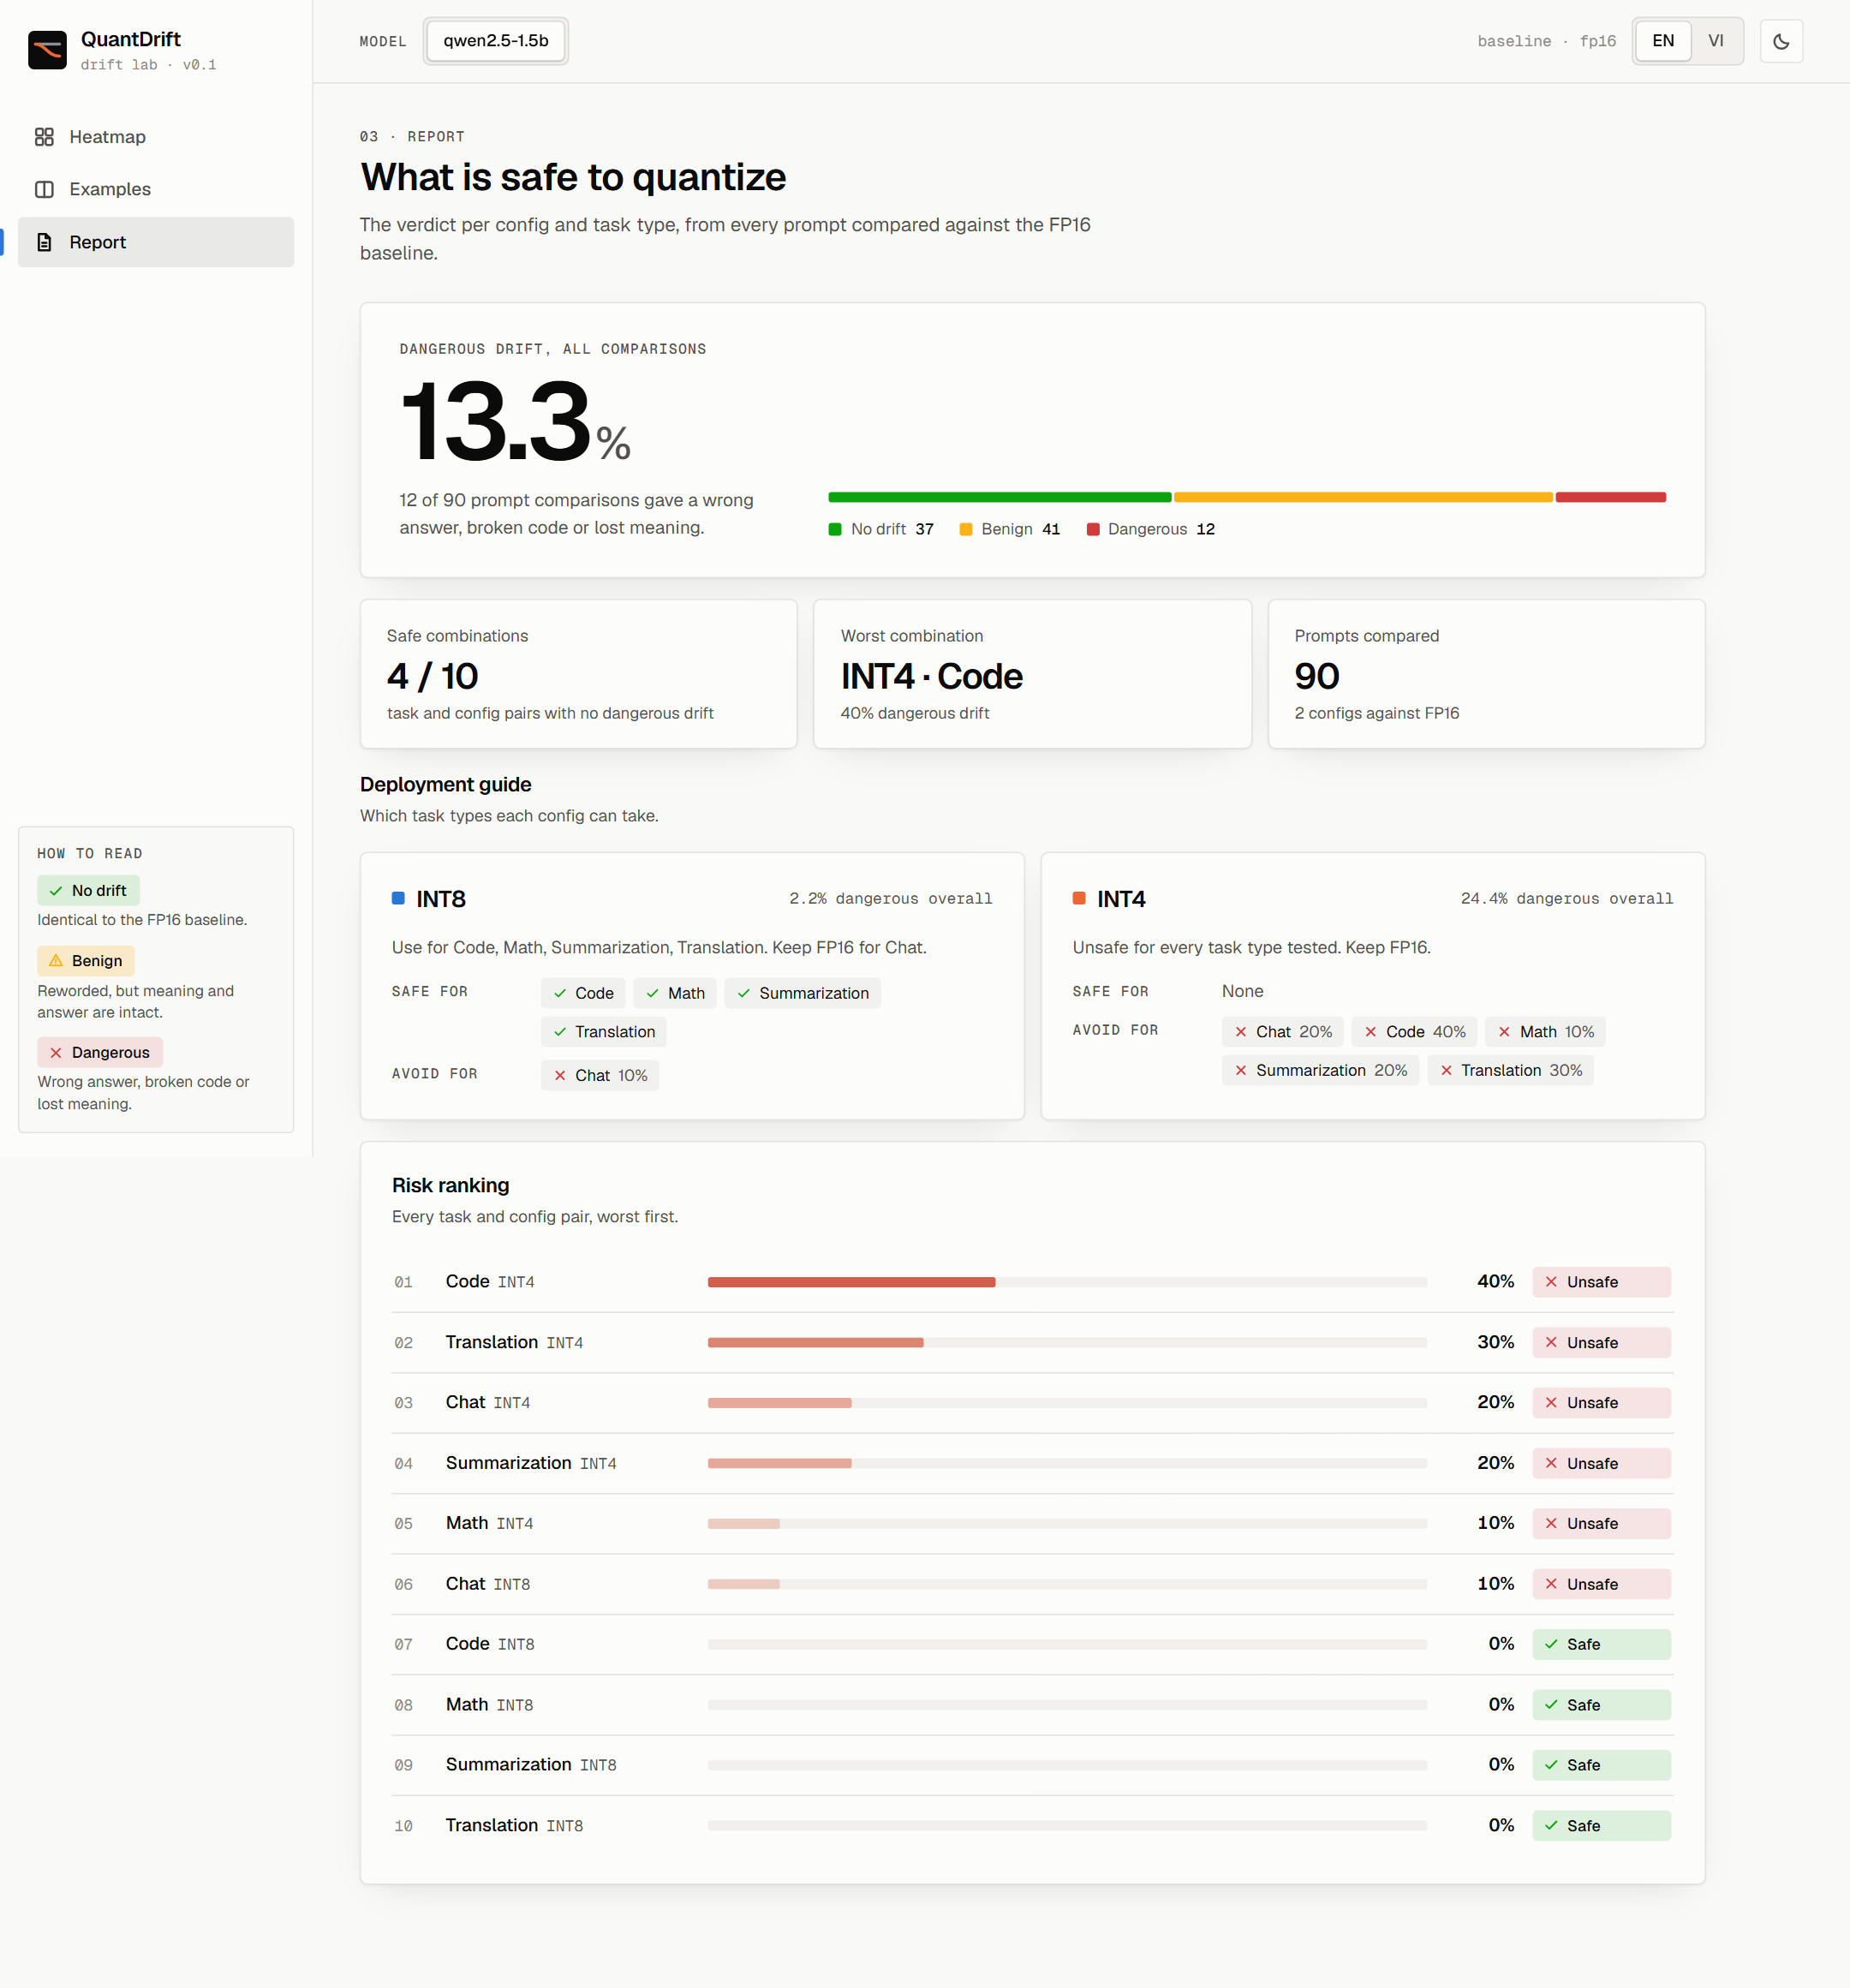 QuantDrift
drift lab · v0.1
Heatmap
Examples
Report
HOW TO READ
No drift
Identical to the FP16 baseline.
Benign
Reworded, but meaning and
answer are intact.
Dangerous
Wrong answer, broken code or
lost meaning.
MODEL qwen2.5-1.5b
baseline · fp16 EN VI
03 · REPORT
What is safe to quantize
The verdict per config and task type, from every prompt compared against the FP16
baseline.
DANGEROUS DRIFT, ALL COMPARISONS
13.3%
12 of 90 prompt comparisons gave a wrong
answer, broken code or lost meaning.
No drift 37 Benign 41 Dangerous 12
Safe combinations
4 / 10
task and config pairs with no dangerous drift
Worst combination
INT4 · Code
40% dangerous drift
Prompts compared
90
2 configs against FP16
Deployment guide
Which task types each config can take.
INT8 2.2% dangerous overall
Use for Code, Math, Summarization, Translation. Keep FP16 for Chat.
SAFE FOR Code Math Summarization
Translation
AVOID FOR Chat 10%
INT4 24.4% dangerous overall
Unsafe for every task type tested. Keep FP16.
SAFE FOR None
AVOID FOR Chat 20% Code 40% Math 10%
Summarization 20% Translation 30%
Risk ranking
Every task and config pair, worst first.
01 Code INT4 40% Unsafe
02 Translation INT4 30% Unsafe
03 Chat INT4 20% Unsafe
04 Summarization INT4 20% Unsafe
05 Math INT4 10% Unsafe
06 Chat INT8 10% Unsafe
07 Code INT8 0% Safe
08 Math INT8 0% Safe
09 Summarization INT8 0% Safe
10 Translation INT8 0% Safe